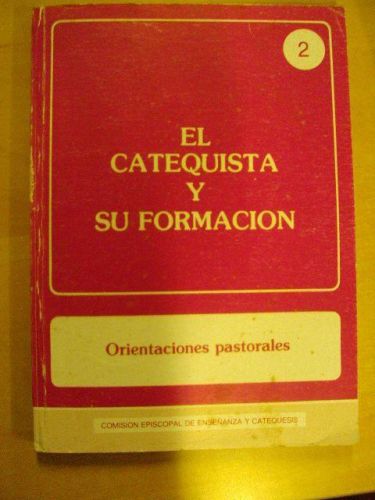 2
EL
CATEQUISTA
Y
SU FORMACION
Orientaciones pastorales
COMISION EPISCOPAL DE ENSEÑANZA Y CATEQUESIS